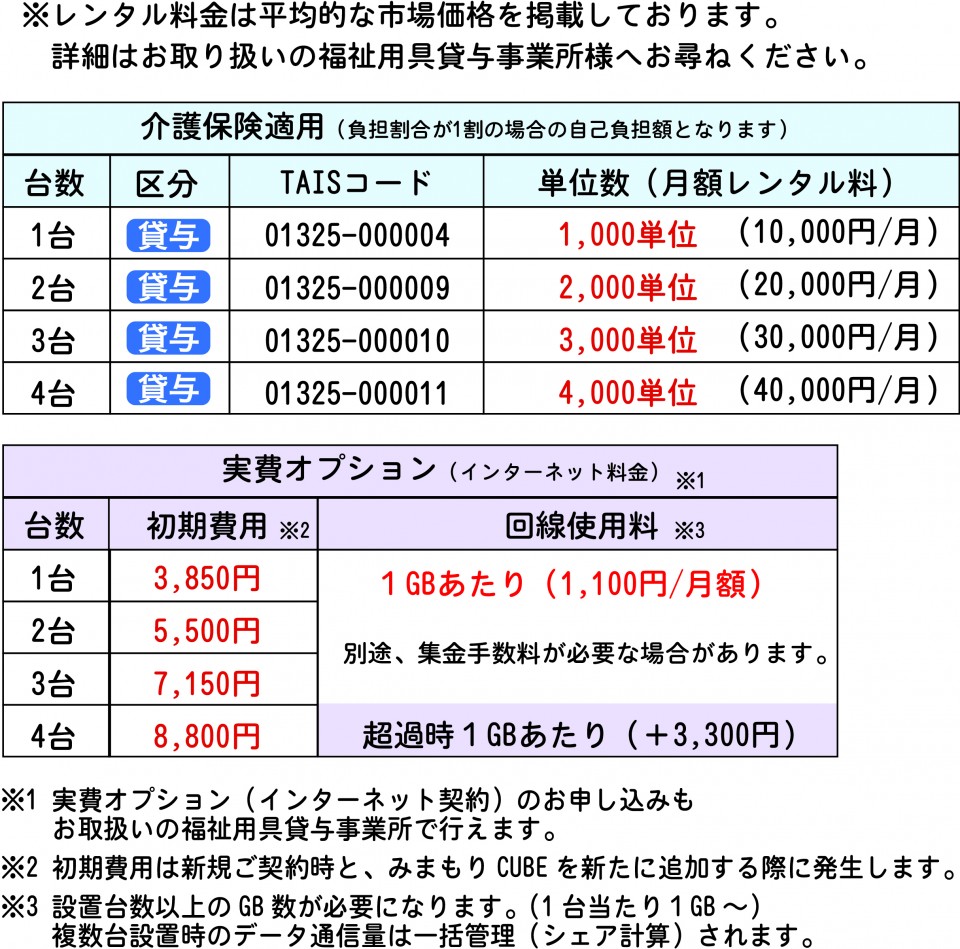 ※レンタル料金は平均的な市場価格を掲載しております。
詳細はお取り扱いの福祉用具貸与事業所様へお尋ねください。
介護保険適用（負担割合が1割の場合の自己負担額となります）
台数 区分 TAISコード 単位数（月額レンタル料）
1台 貸与 01325-000004 1,000単位 （10,000円/月）
2台 貸与 01325-000009 2,000単位 （20,000円/月）
3台 貸与 01325-000010 3,000単位 （30,000円/月）
4台 貸与 01325-000011 4,000単位 （40,000円/月）
実費オプション（インターネット料金）※1
台数 初期費用 ※2 回線使用料 ※3
1台 3,850円 1GBあたり（1,100円/月額）
2台 5,500円
別途、集金手数料が必要な場合があります。
3台 7,150円
4台 8,800円 超過時1GBあたり（＋3,300円）
※1 実費オプション（インターネット契約）のお申し込みも
お取扱いの福祉用具貸与事業所で行えます。
※2 初期費用は新規ご契約時と、みまもりCUBEを新たに追加する際に発生します。
※3 設置台数以上のGB数が必要になります。（1台当たり1GB～）
複数台設置時のデータ通信量は一括管理（シェア計算）されます。